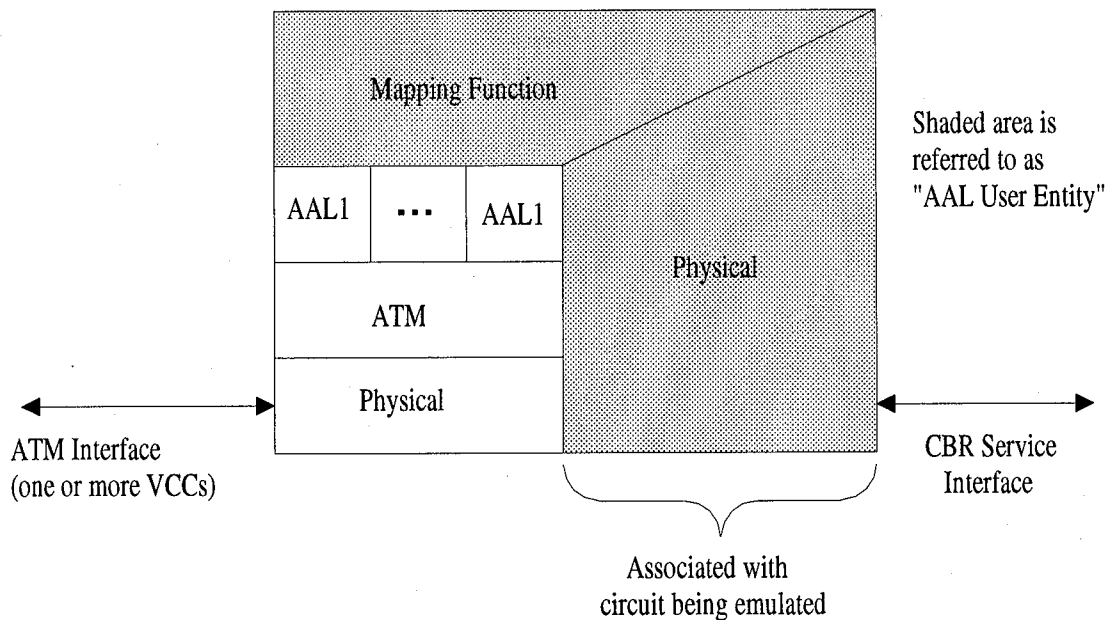 Mapping Function
Shaded area is
referred to as
"AAL User Entity"
AAL1 ... AAL1
Physical
ATM
Physical
ATM Interface
(one or more VCCs)
CBR Service
Interface
Associated with
circuit being emulated